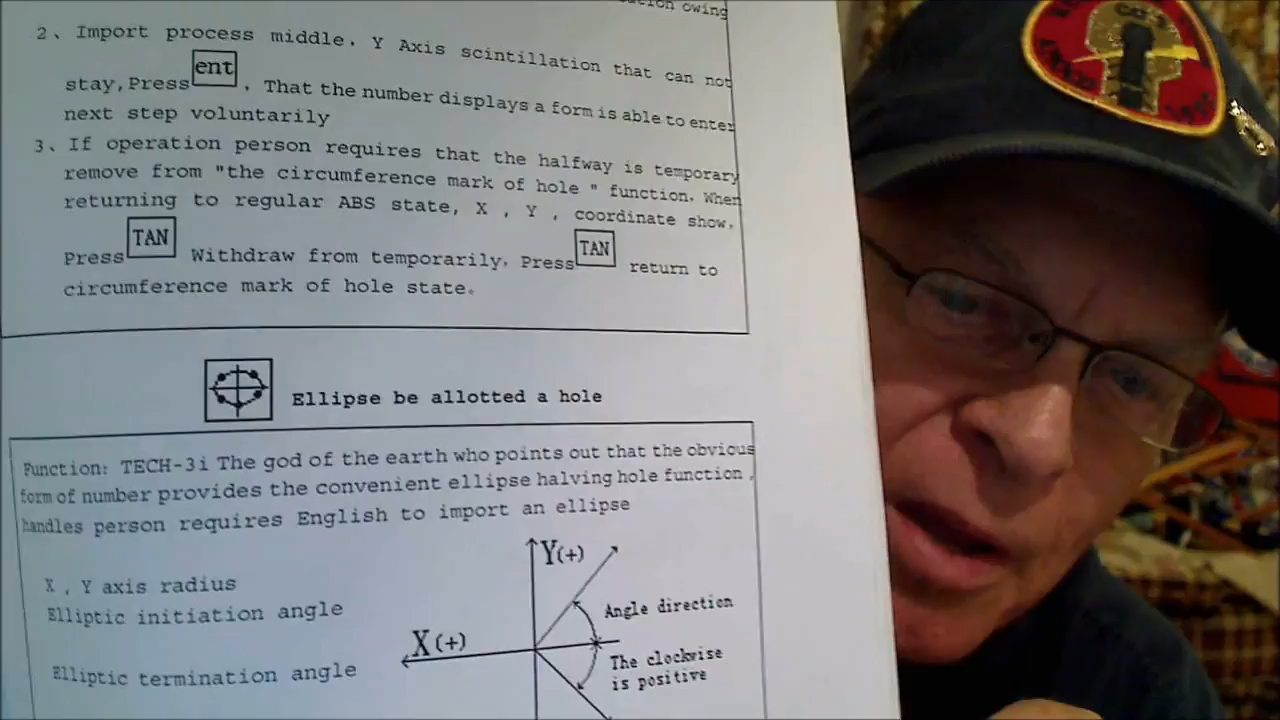 owing
2、Import process middle, Y Axis scintillation that can not
stay, Press ent , That the number displays a form is able to enter
next step voluntarily
3、If operation person requires that the halfway is temporary
remove from "the circumference mark of hole " function. When
returning to regular ABS state, X , Y , coordinate show,
Press TAN Withdraw from temporarily, Press TAN return to
circumference mark of hole state。
Ellipse be allotted a hole
Function: TECH-3i The god of the earth who points out that the obvious
form of number provides the convenient ellipse halving hole function ,
handles person requires English to import an ellipse
X , Y axis radius
Elliptic initiation angle
Elliptic termination angle
Y(+)
Angle direction
X(+)
The clockwise
is positive